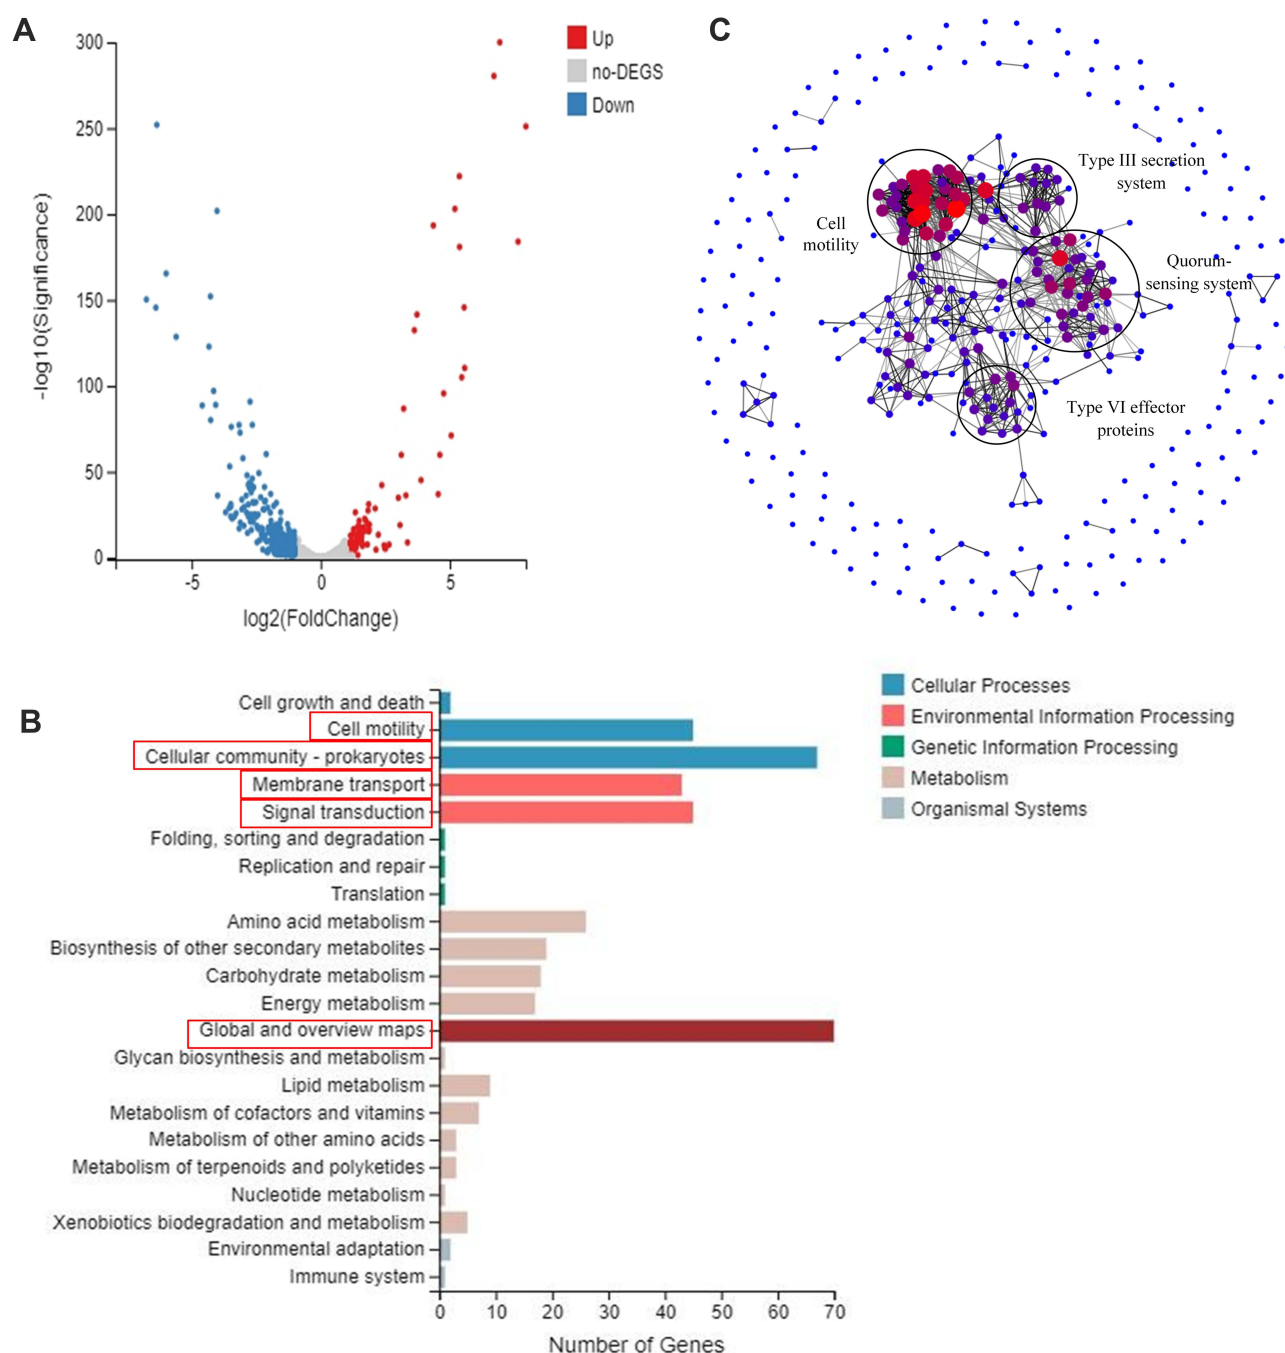 A
300
250
200
150
100
50
0
-log10(Significance)
-5
0
5
log2(FoldChange)
Up
no-DEGS
Down
C
Type III secretion
system
Cell
motility
Quorum-
sensing system
Type VI effector
proteins
B
Cell growth and death
Cell motility
Cellular community - prokaryotes
Membrane transport
Signal transduction
Folding, sorting and degradation
Replication and repair
Translation
Amino acid metabolism
Biosynthesis of other secondary metabolites
Carbohydrate metabolism
Energy metabolism
Global and overview maps
Glycan biosynthesis and metabolism
Lipid metabolism
Metabolism of cofactors and vitamins
Metabolism of other amino acids
Metabolism of terpenoids and polyketides
Nucleotide metabolism
Xenobiotics biodegradation and metabolism
Environmental adaptation
Immune system
0 10 20 30 40 50 60 70
Number of Genes
Cellular Processes
Environmental Information Processing
Genetic Information Processing
Metabolism
Organismal Systems